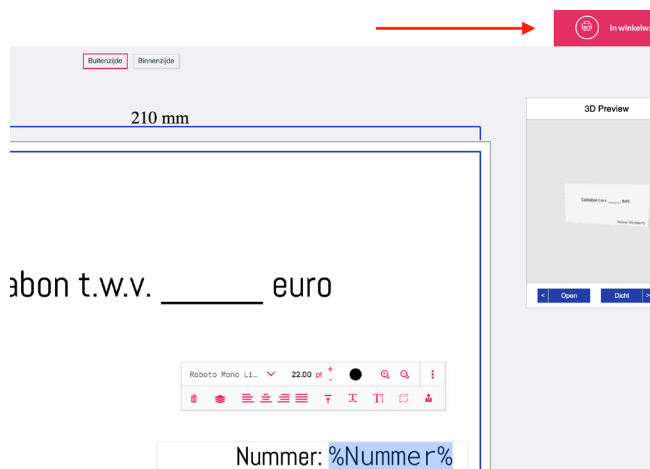 In winkelwa
Buitenzijde Binnenzijde
210 mm
3D Preview
abon t.w.v. ______ euro
< Open Dicht >
Roboto Mono Li… 22.00 pt + -
Nummer: %Nummer%